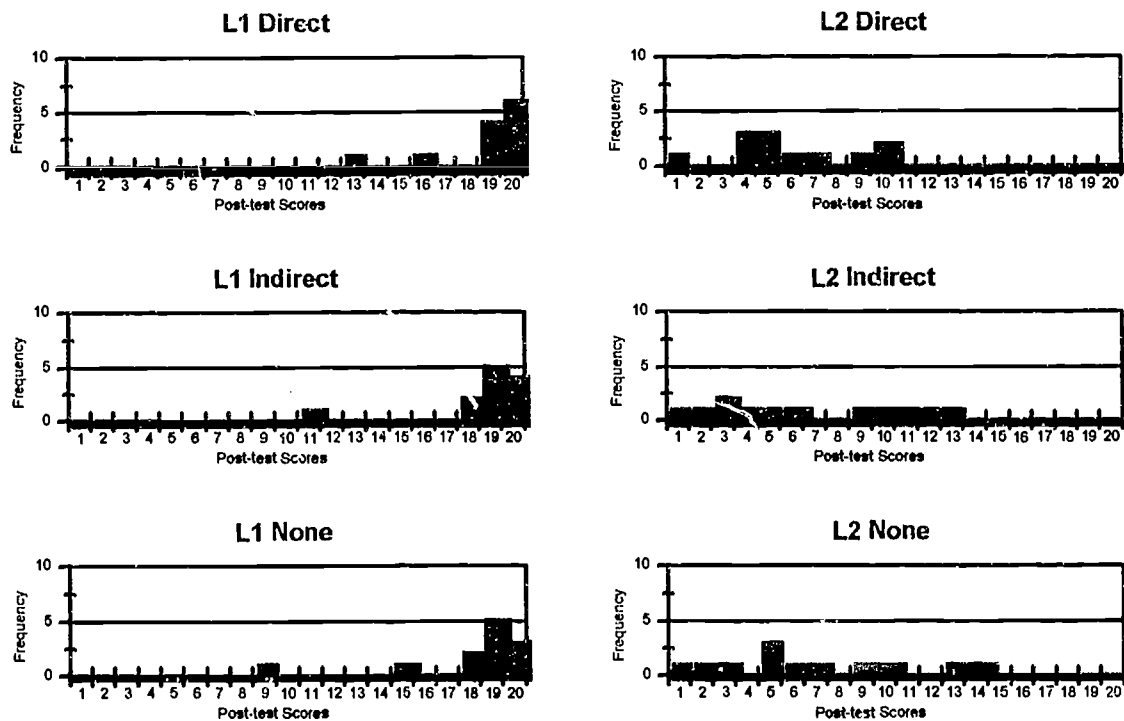 L1 Direct
10
5
0
Frequency
1 2 3 4 5 6 7 8 9 10 11 12 13 14 15 16 17 18 19 20
Post-test Scores
L2 Direct
10
5
0
Frequency
1 2 3 4 5 6 7 8 9 10 11 12 13 14 15 16 17 18 19 20
Post-test Scores
L1 Indirect
10
5
0
Frequency
1 2 3 4 5 6 7 8 9 10 11 12 13 14 15 16 17 18 19 20
Post-test Scores
L2 Indirect
10
5
0
Frequency
1 2 3 4 5 6 7 8 9 10 11 12 13 14 15 16 17 18 19 20
Post-test Scores
L1 None
10
5
0
Frequency
1 2 3 4 5 6 7 8 9 10 11 12 13 14 15 16 17 18 19 20
Post-test Scores
L2 None
10
5
0
Frequency
1 2 3 4 5 6 7 8 9 10 11 12 13 14 15 16 17 18 19 20
Post-test Scores